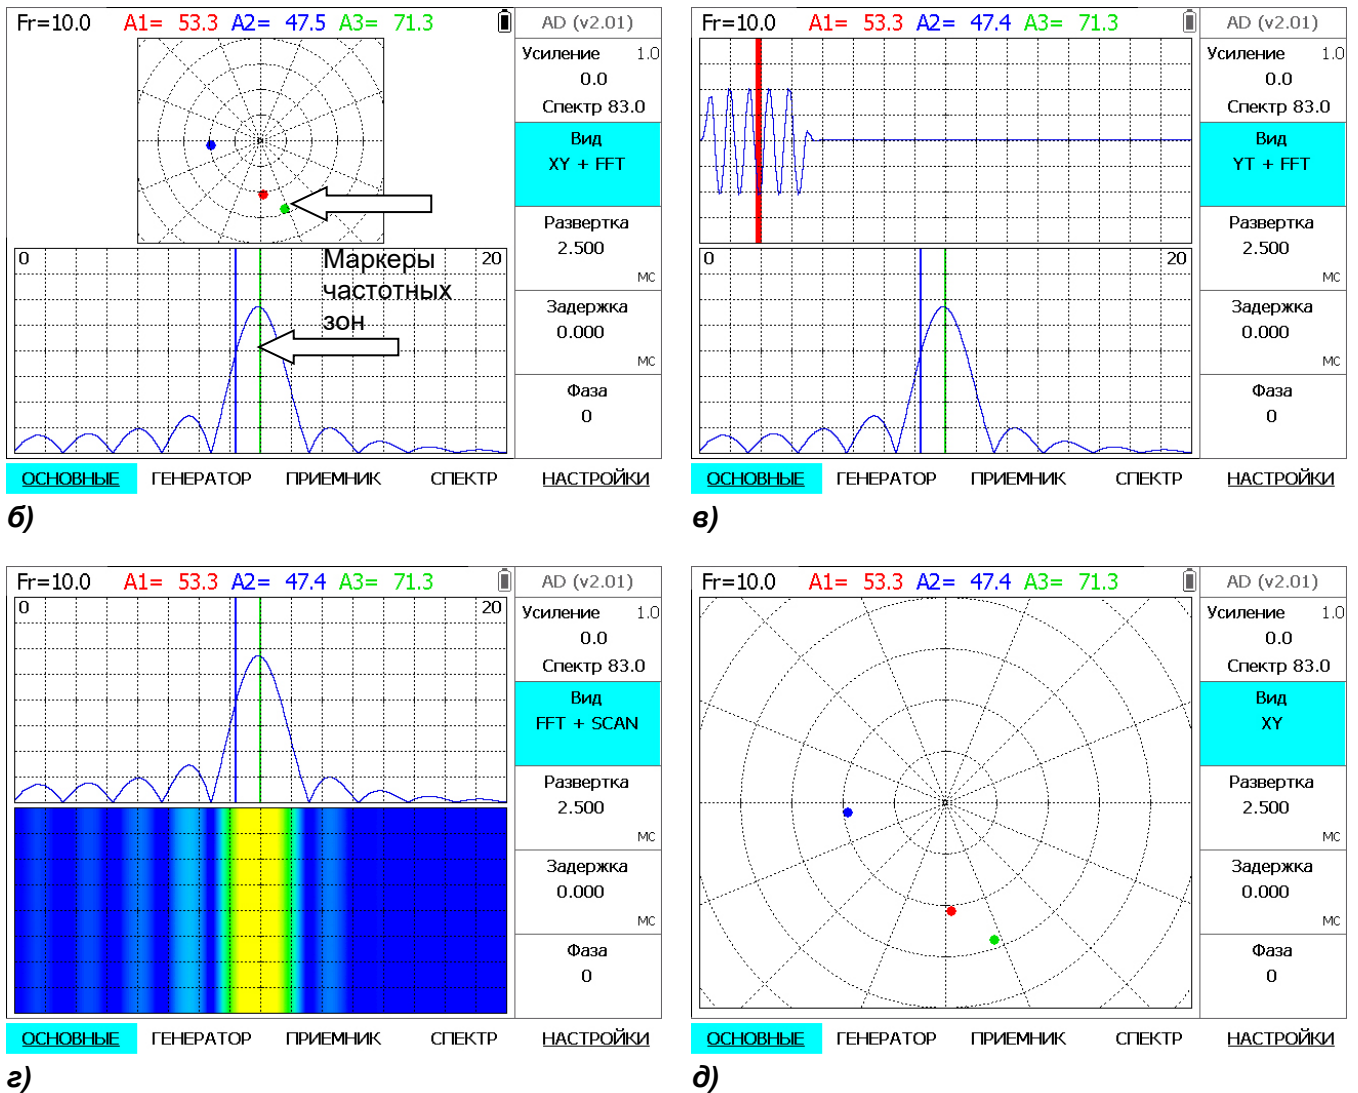 Fr=10.0 A1= 53.3 A2= 47.5 A3= 71.3 AD (v2.01)
Усиление 1.0
0.0
Спектр 83.0
Вид
XY + FFT
Развертка
2.500
мс
Задержка
0.000
мс
Фаза
0
0 20
Маркеры
частотных
зон
ОСНОВНЫЕ ГЕНЕРАТОР ПРИЕМНИК СПЕКТР НАСТРОЙКИ
б)
Fr=10.0 A1= 53.3 A2= 47.4 A3= 71.3 AD (v2.01)
Усиление 1.0
0.0
Спектр 83.0
Вид
YT + FFT
Развертка
2.500
мс
Задержка
0.000
мс
Фаза
0
0 20
ОСНОВНЫЕ ГЕНЕРАТОР ПРИЕМНИК СПЕКТР НАСТРОЙКИ
в)
Fr=10.0 A1= 53.3 A2= 47.4 A3= 71.3 AD (v2.01)
0 20
Усиление 1.0
0.0
Спектр 83.0
Вид
FFT + SCAN
Развертка
2.500
мс
Задержка
0.000
мс
Фаза
0
ОСНОВНЫЕ ГЕНЕРАТОР ПРИЕМНИК СПЕКТР НАСТРОЙКИ
г)
Fr=10.0 A1= 53.3 A2= 47.4 A3= 71.3 AD (v2.01)
Усиление 1.0
0.0
Спектр 83.0
Вид
XY
Развертка
2.500
мс
Задержка
0.000
мс
Фаза
0
ОСНОВНЫЕ ГЕНЕРАТОР ПРИЕМНИК СПЕКТР НАСТРОЙКИ
д)